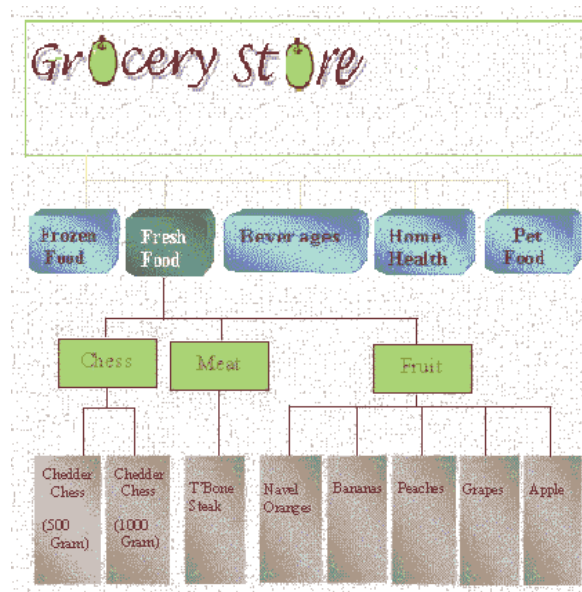 Grocery Store
Frozen
Food
Fresh
Food
Beverages
Home
Health
Pet
Food
Chess
Meat
Fruit
Chedder
Chess
(500
Gram)
Chedder
Chess
(1000
Gram)
T'Bone
Steak
Navel
Oranges
Bananas
Peaches
Grapes
Apple